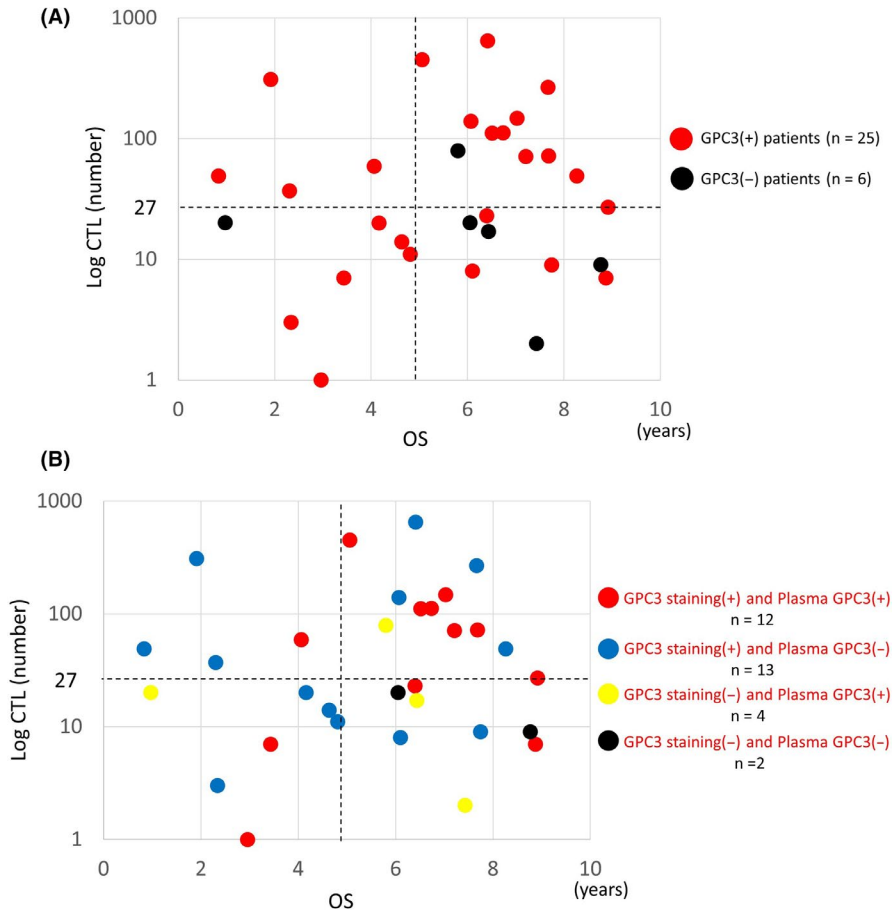 (A)
1000
100
27
10
1
Log CTL (number)
0 2 4 6 8 10
OS
(years)
GPC3(+) patients (n = 25)
GPC3(−) patients (n = 6)
(B)
1000
100
27
10
1
Log CTL (number)
0 2 4 6 8 10
OS
(years)
GPC3 staining(+) and Plasma GPC3(+)
n = 12
GPC3 staining(+) and Plasma GPC3(−)
n = 13
GPC3 staining(−) and Plasma GPC3(+)
n = 4
GPC3 staining(−) and Plasma GPC3(−)
n =2